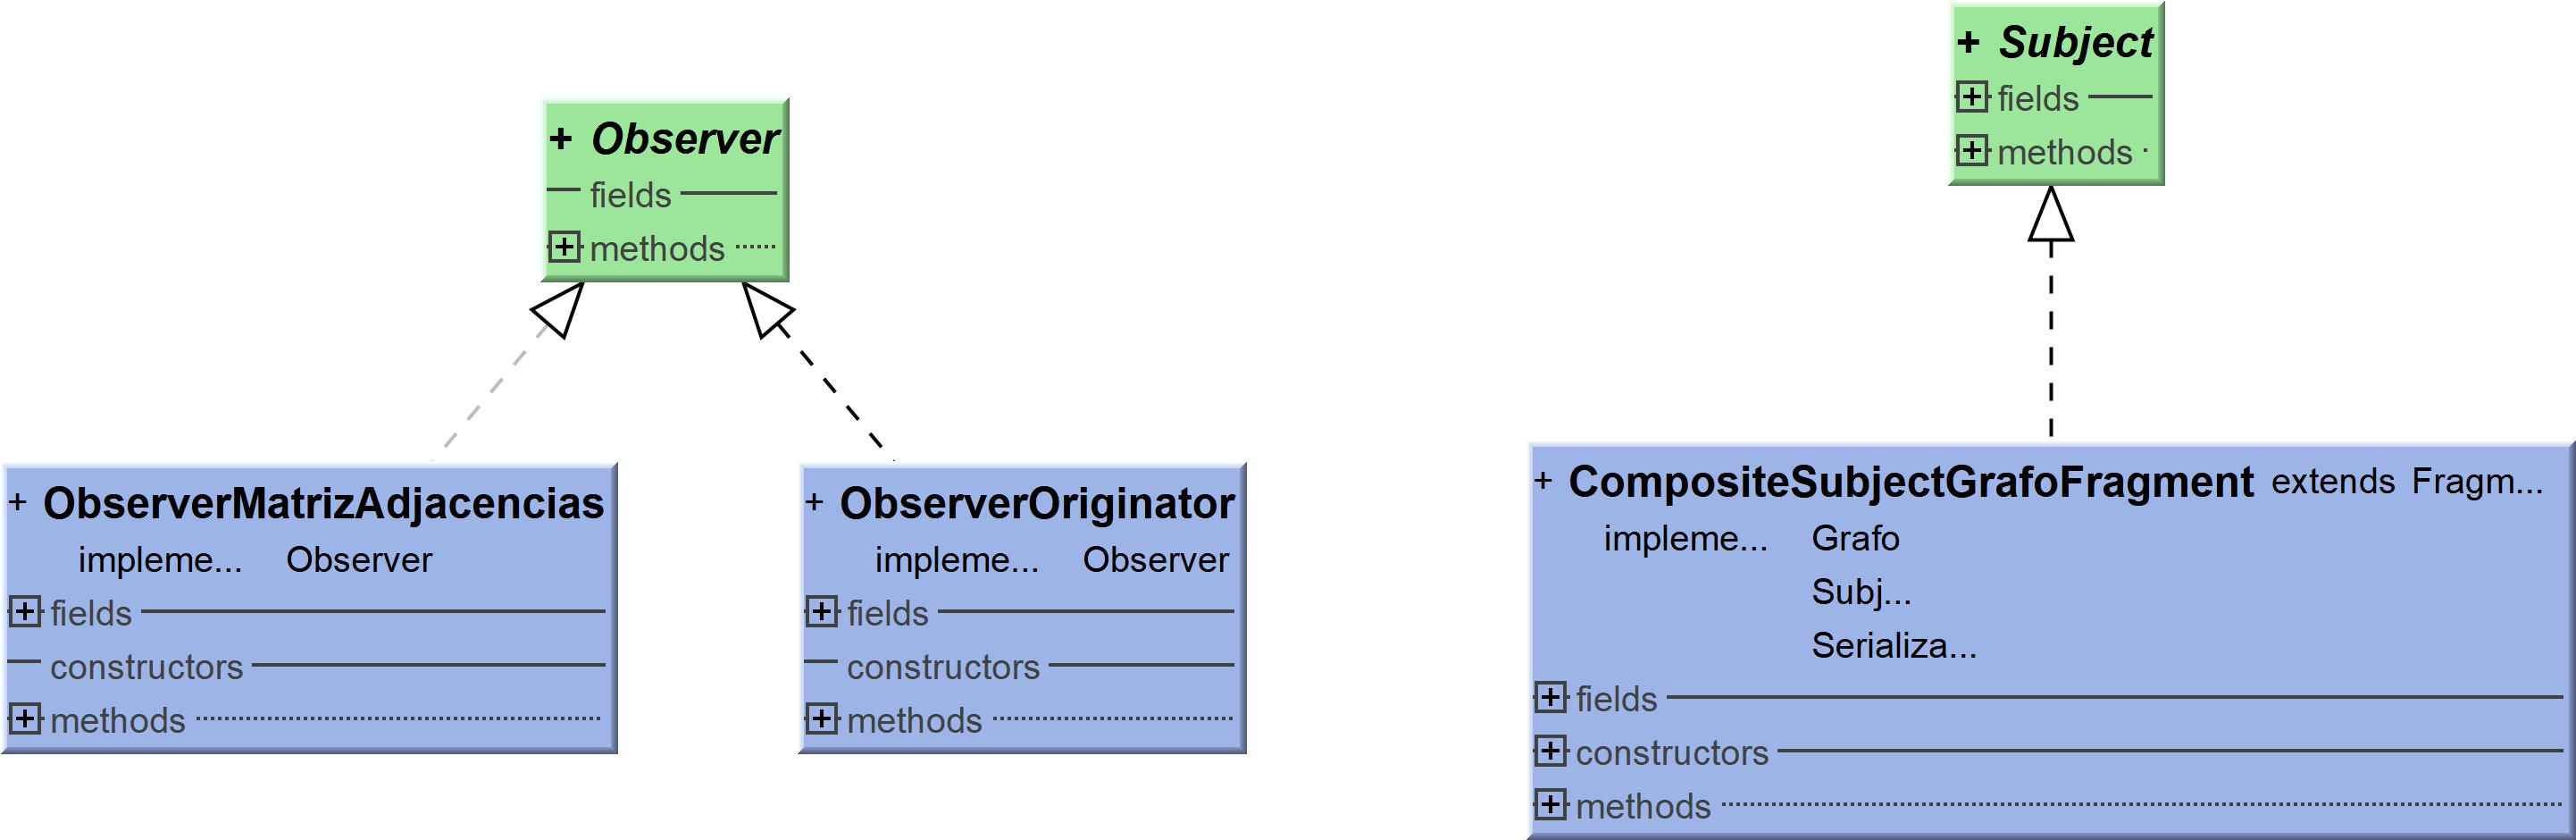 + Observer
fields
+ methods
+ Subject
+ fields
+ methods
+ ObserverMatrizAdjacencias
impleme... Observer
+ fields
constructors
+ methods
+ ObserverOriginator
impleme... Observer
+ fields
constructors
+ methods
+ CompositeSubjectGrafoFragment extends Fragm...
impleme... Grafo
Subj...
Serializa...
+ fields
+ constructors
+ methods